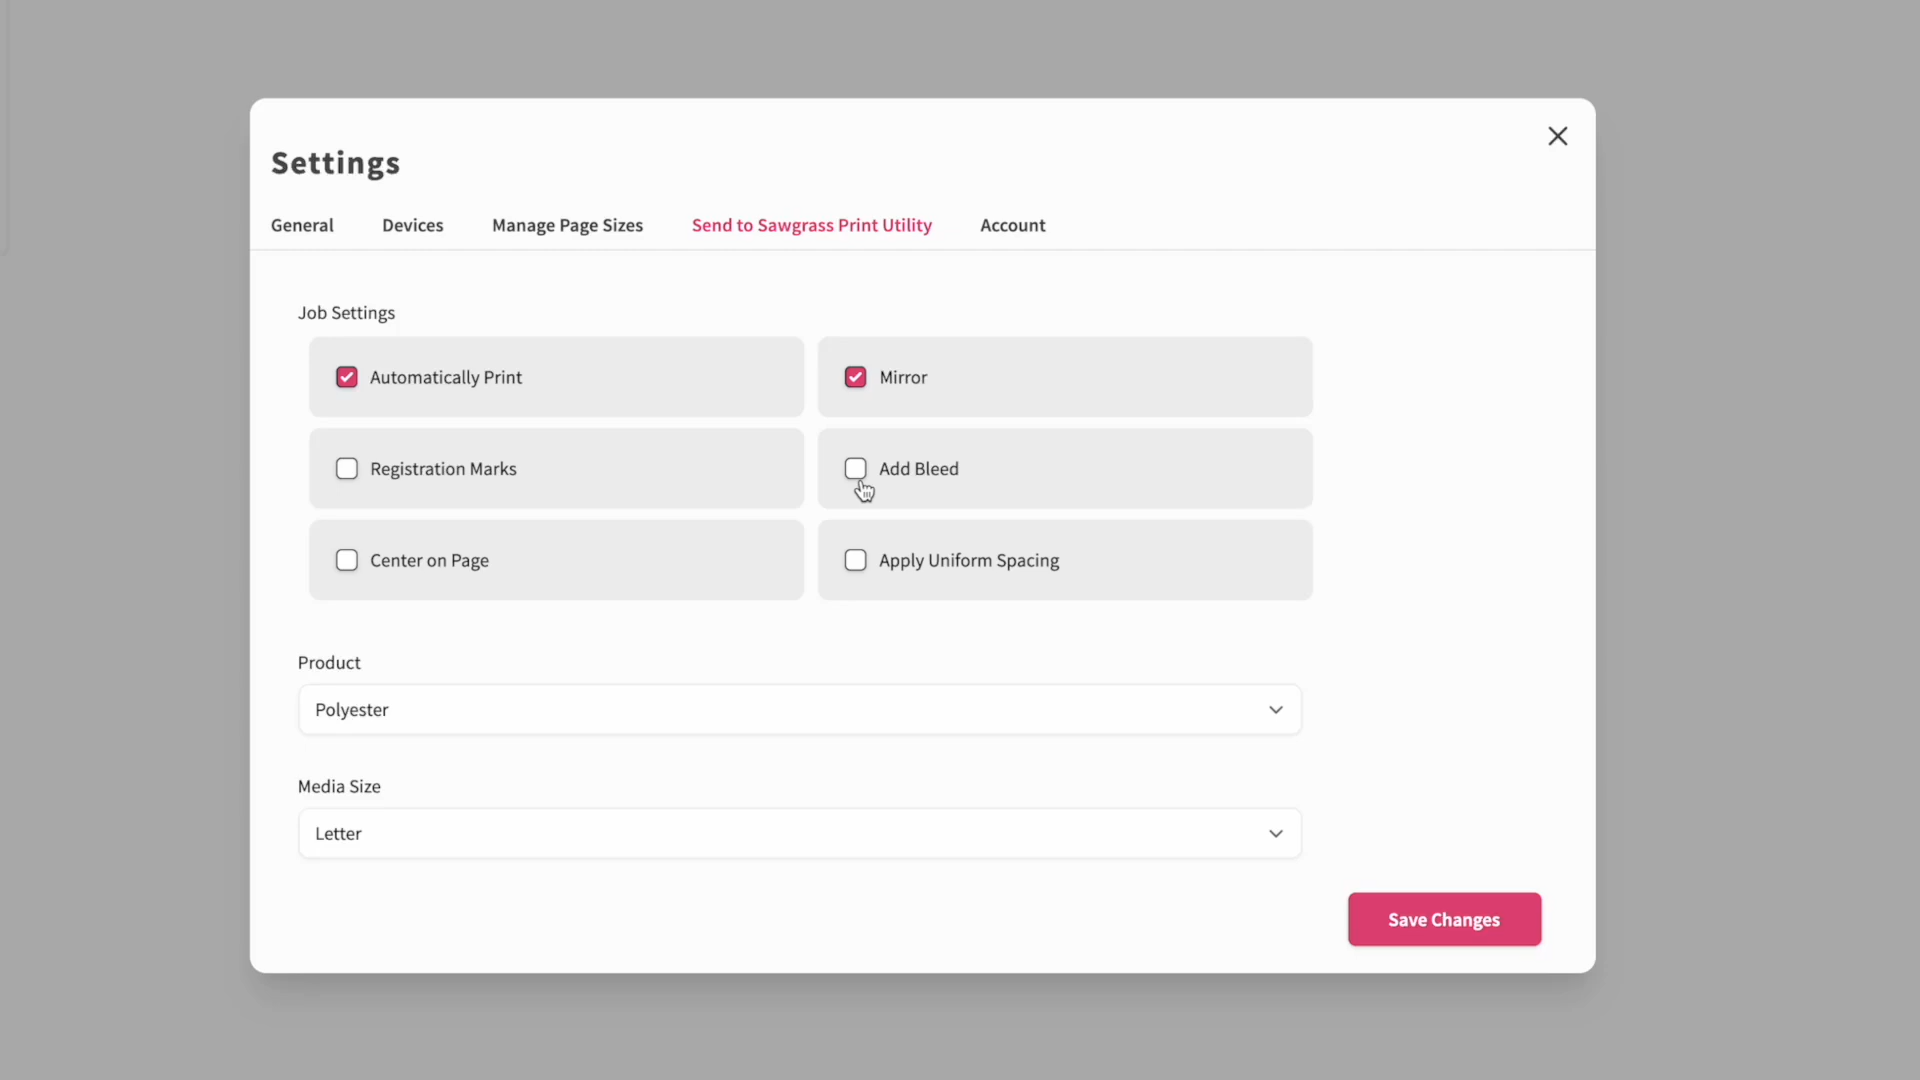 Settings
General Devices Manage Page Sizes Send to Sawgrass Print Utility Account
Job Settings
Automatically Print Mirror
Registration Marks Add Bleed
Center on Page Apply Uniform Spacing
Product
Polyester
Media Size
Letter
Save Changes